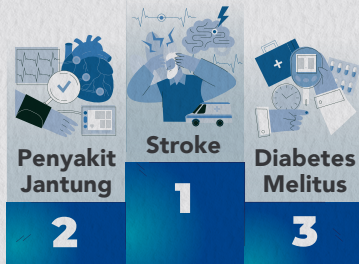 Penyakit
Jantung
2
Stroke
1
Diabetes
Melitus
3